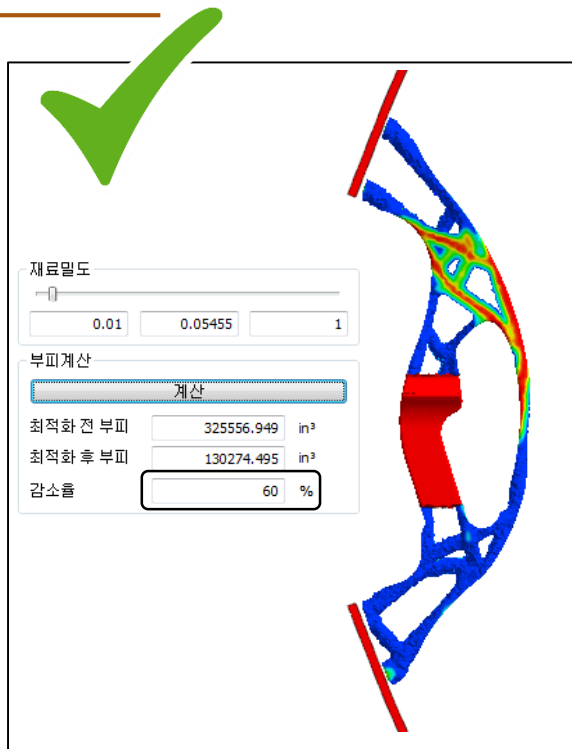 재료밀도
0.01 0.05455 1
부피계산
계산
최적화 전 부피 325556.949 in³
최적화 후 부피 130274.495 in³
감소율 60 %